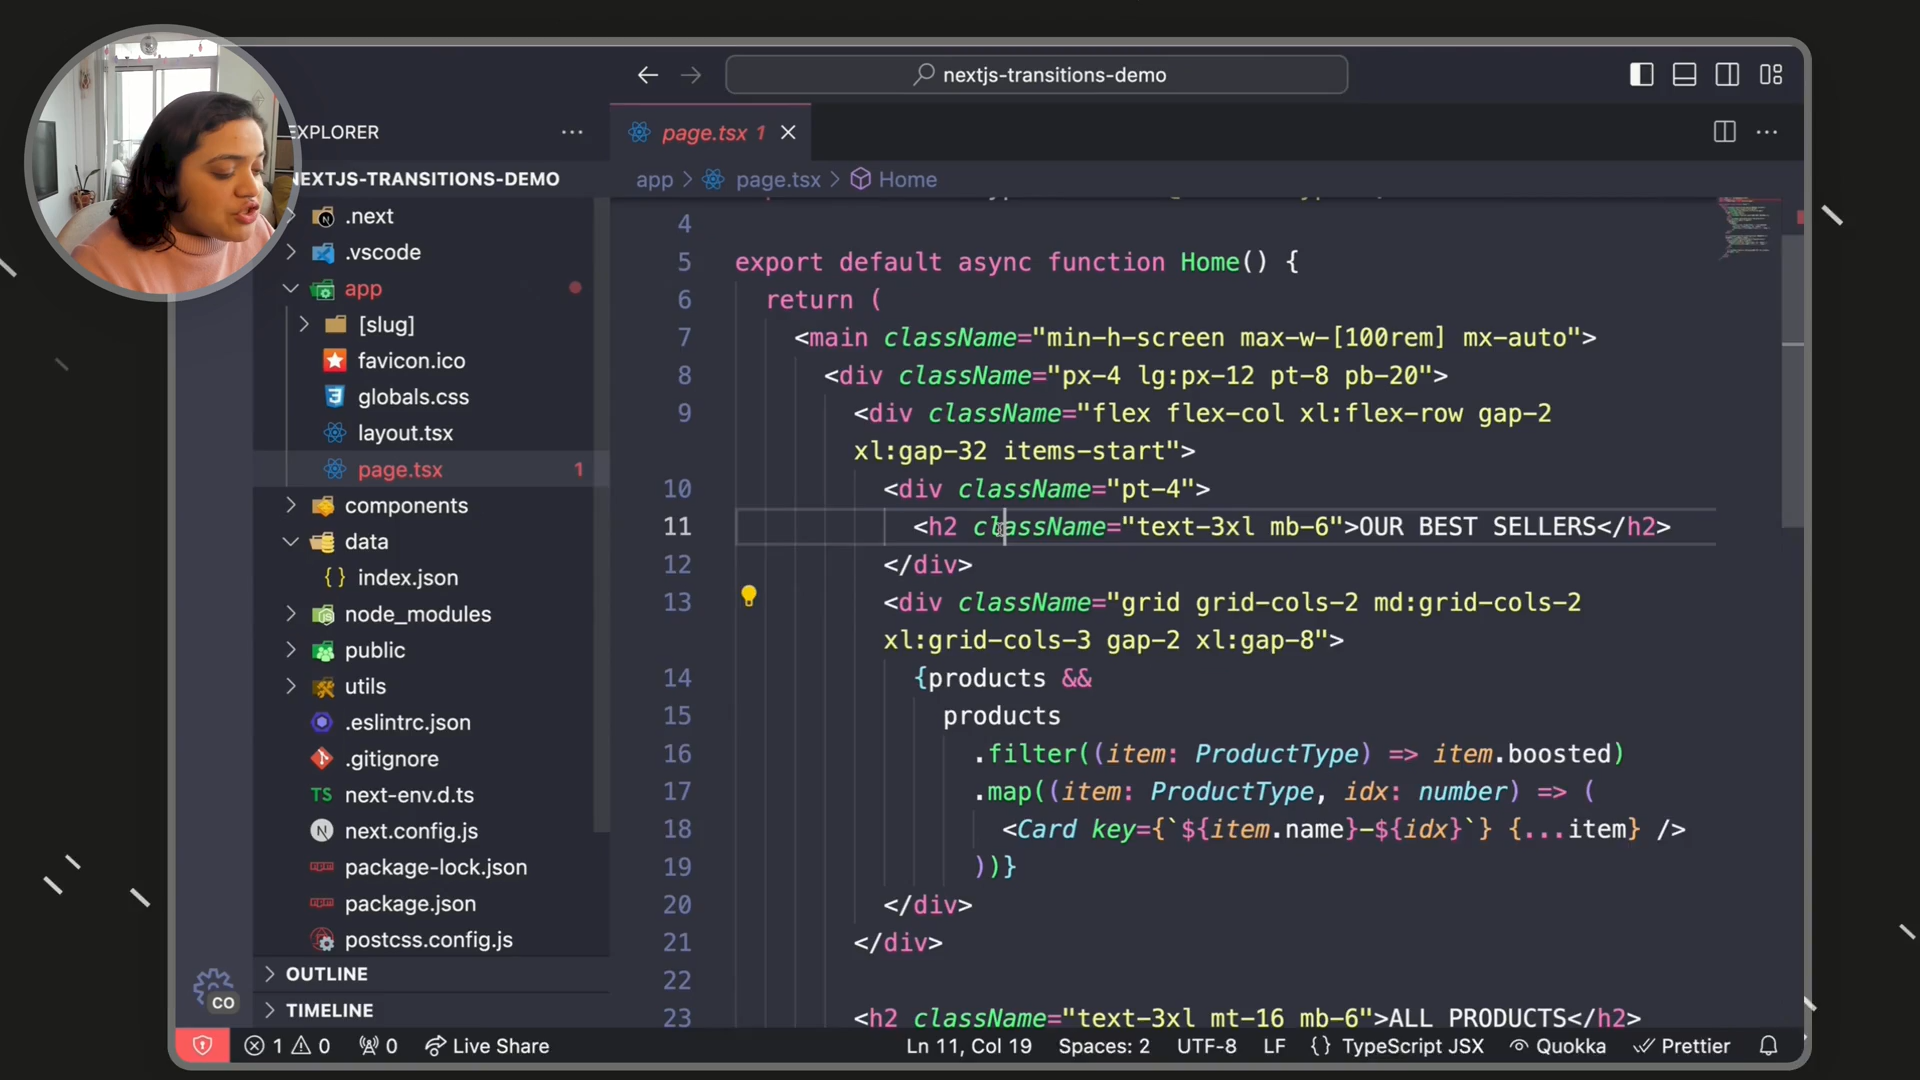 nextjs-transitions-demo
EXPLORER
page.tsx 1
NEXTJS-TRANSITIONS-DEMO
app > page.tsx > Home
.next
.vscode
app
[slug]
favicon.ico
globals.css
layout.tsx
page.tsx 1
components
data
{} index.json
node_modules
public
utils
.eslintrc.json
.gitignore
TS next-env.d.ts
N next.config.js
package-lock.json
package.json
postcss.config.js
OUTLINE
TIMELINE
CO
4
5 export default async function Home() {
6 return (
7 <main className="min-h-screen max-w-[100rem] mx-auto">
8 <div className="px-4 lg:px-12 pt-8 pb-20">
9 <div className="flex flex-col xl:flex-row gap-2
xl:gap-32 items-start">
10 <div className="pt-4">
11 <h2 className="text-3xl mb-6">OUR BEST SELLERS</h2>
12 </div>
13 <div className="grid grid-cols-2 md:grid-cols-2
xl:grid-cols-3 gap-2 xl:gap-8">
14 {products &&
15 products
16 .filter((item: ProductType) => item.boosted)
17 .map((item: ProductType, idx: number) => (
18 <Card key={`${item.name}-${idx}`} {...item} />
19 ))}
20 </div>
21 </div>
22
23 <h2 className="text-3xl mt-16 mb-6">ALL PRODUCTS</h2>
1 0 0 Live Share Ln 11, Col 19 Spaces: 2 UTF-8 LF {} TypeScript JSX Quokka Prettier